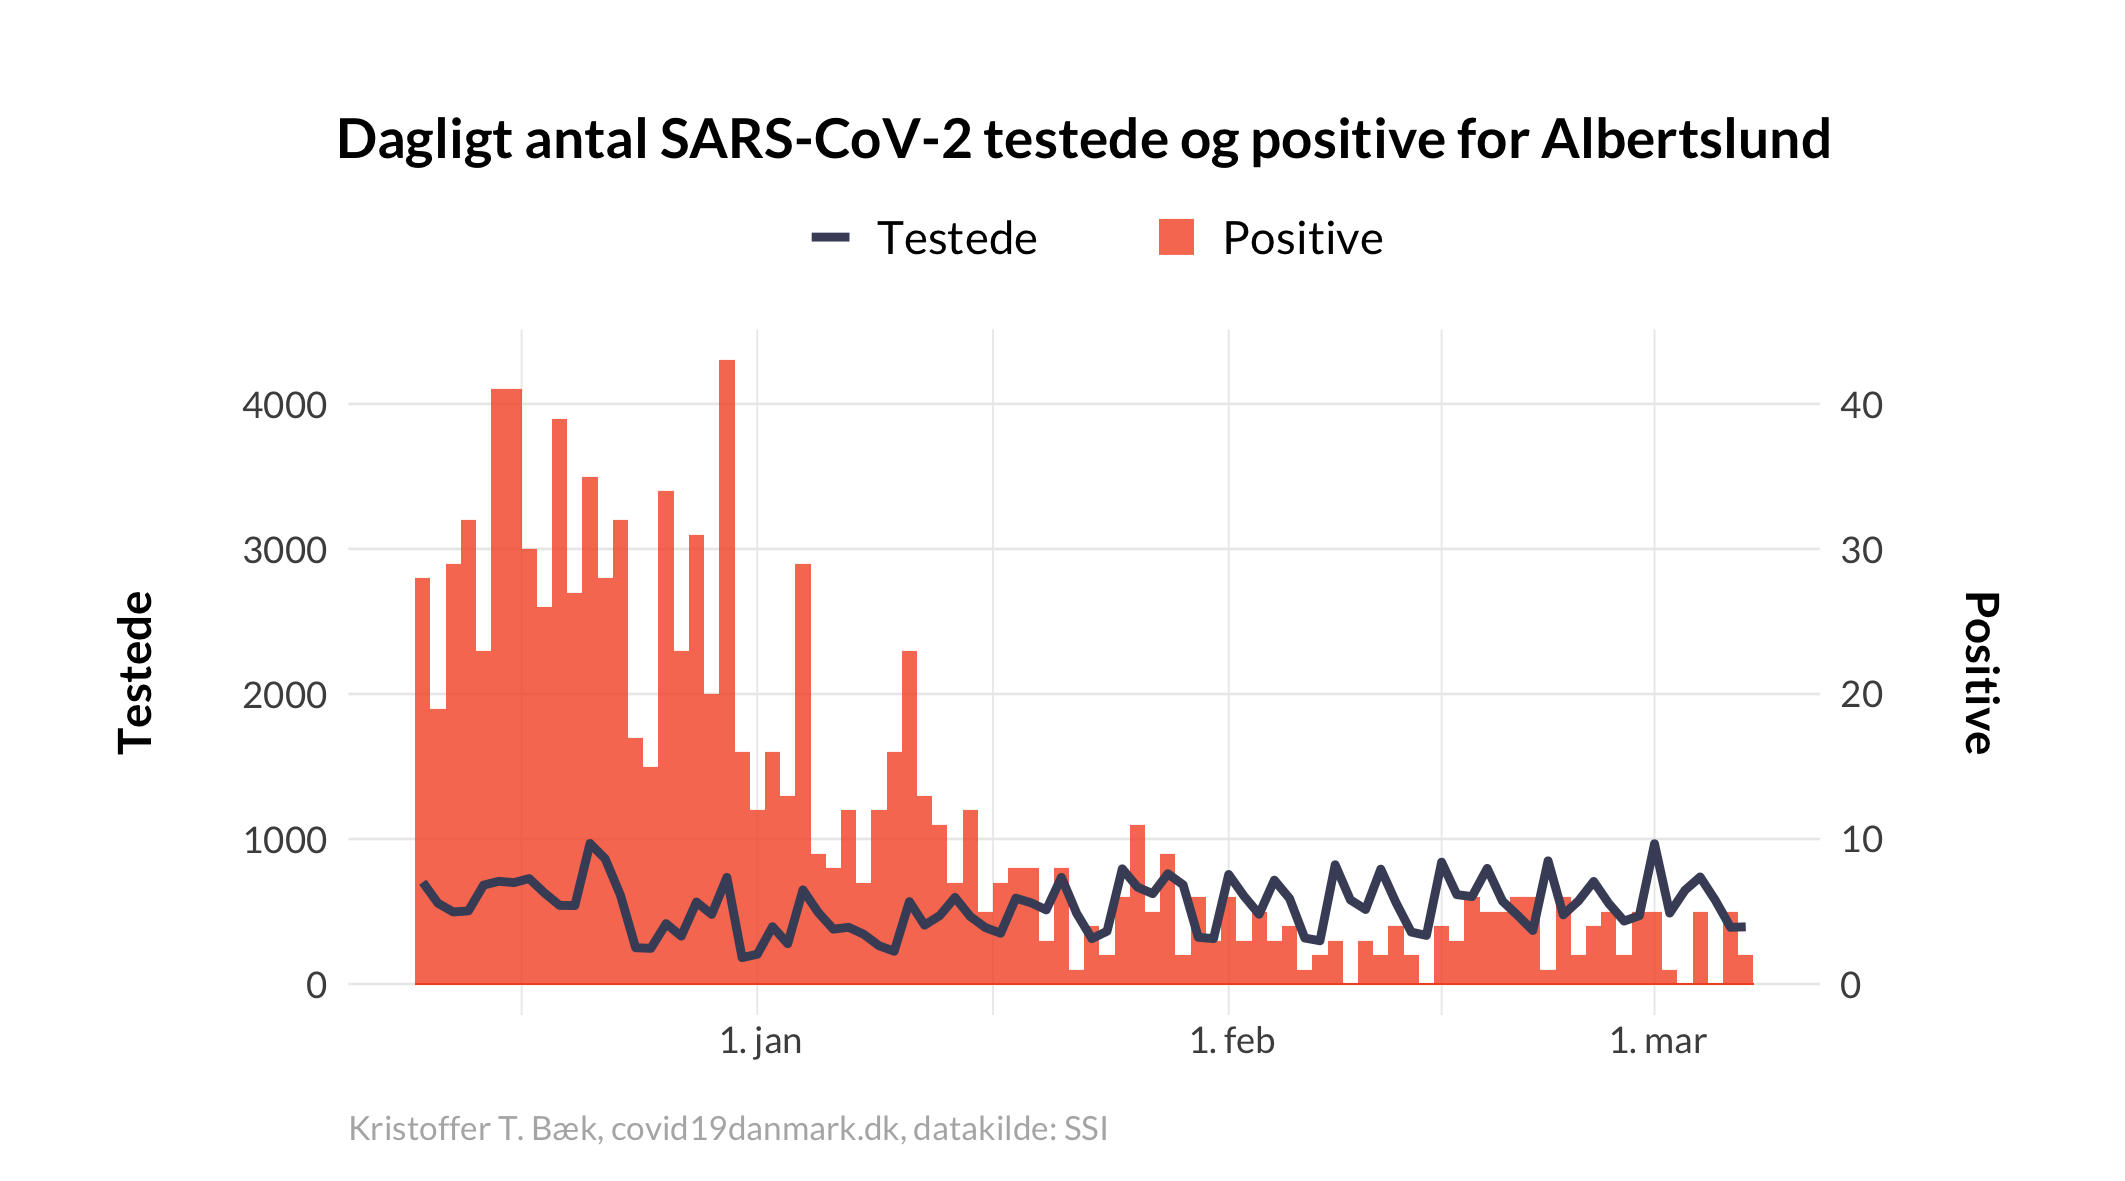 Dagligt antal SARS-CoV-2 testede og positive for Albertslund
Testede Positive
4000 40
3000 30
2000 20
1000 10
0 0
Testede
Positive
1. jan 1. feb 1. mar
Kristoffer T. Bæk, covid19danmark.dk, datakilde: SSI